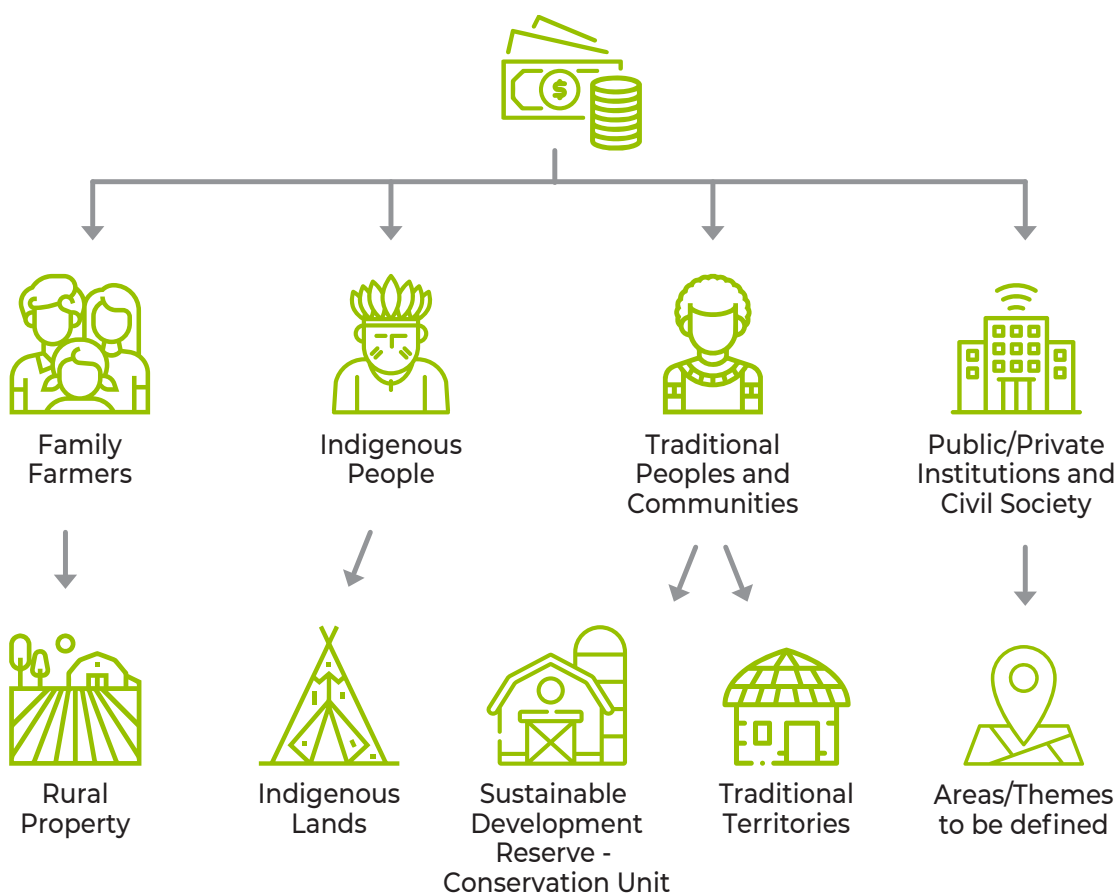 $
Family
Farmers
Indigenous
People
Traditional
Peoples and
Communities
Public/Private
Institutions and
Civil Society
Rural
Property
Indigenous
Lands
Sustainable
Development
Reserve -
Conservation Unit
Traditional
Territories
Areas/Themes
to be defined